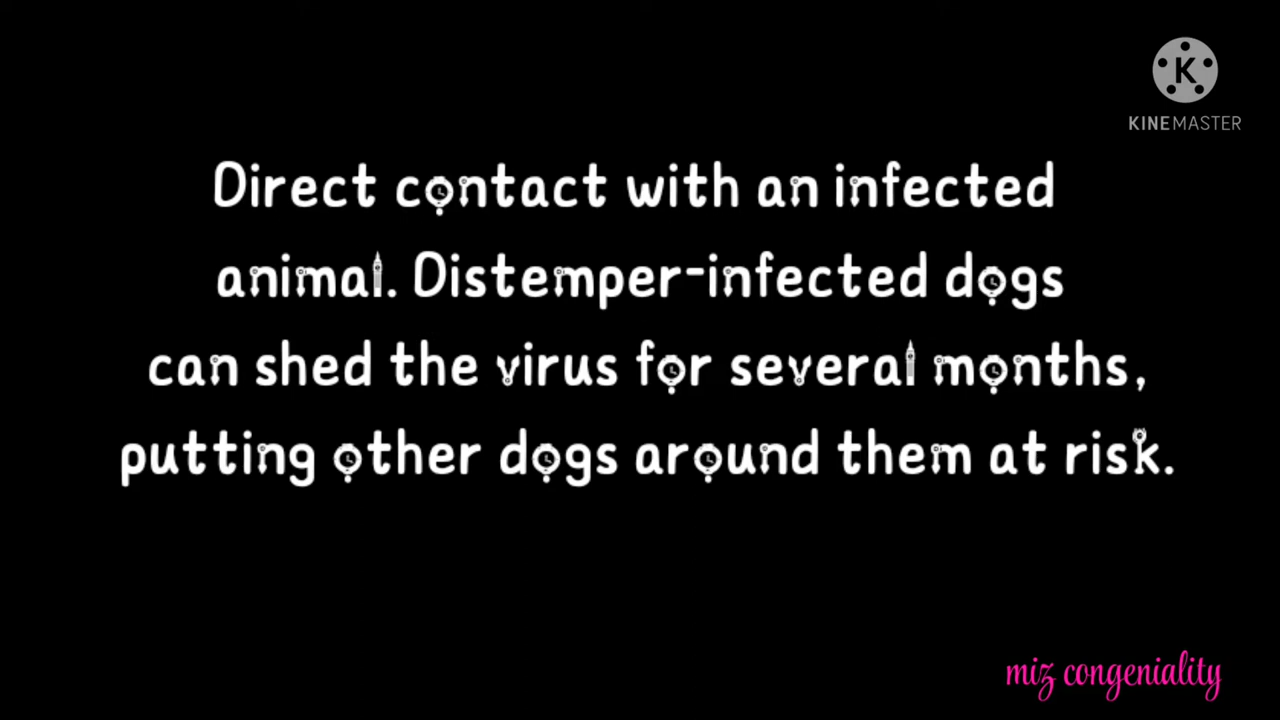 K
KINEMASTER
Direct contact with an infected
animal. Distemper-infected dogs
can shed the virus for several months,
putting other dogs around them at risk.
miz congeniality